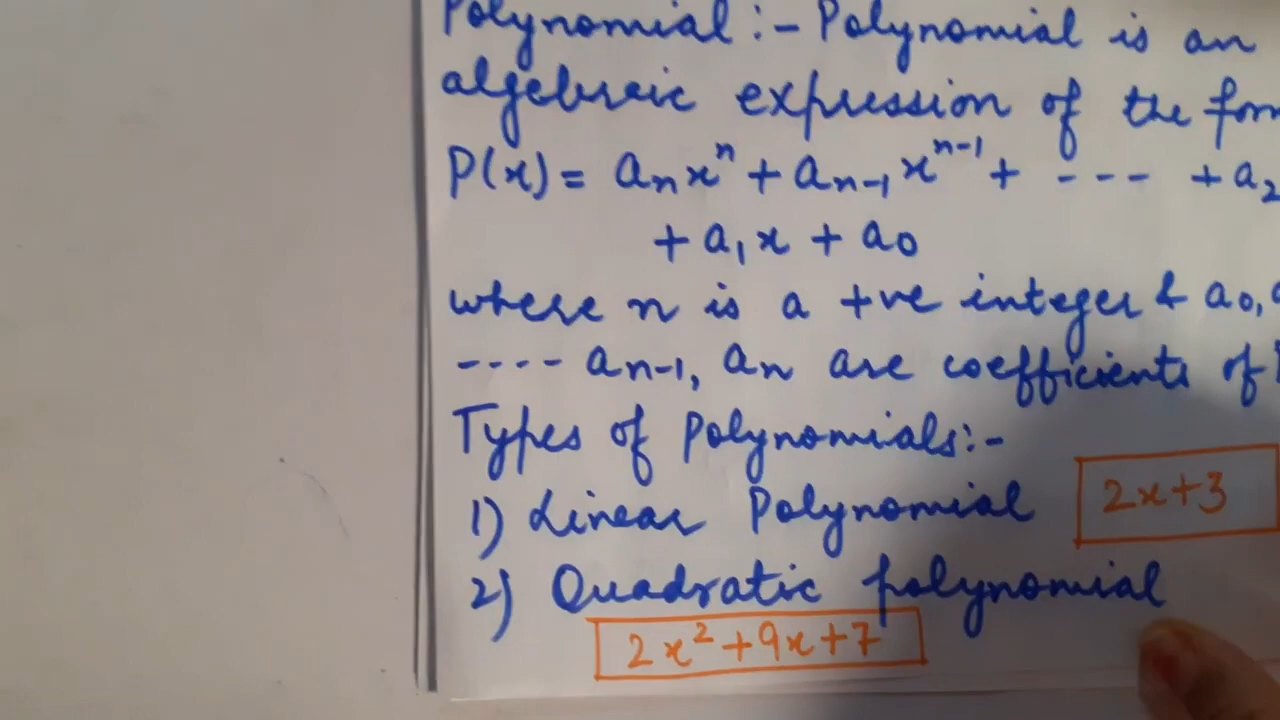 Polynomial :- Polynomial is an
algebraic expression of the form
P(x) = aₙxⁿ + aₙ₋₁xⁿ⁻¹ + ---- + a₂
+ a₁x + a₀
where n is a +ve integer & a₀,
---- aₙ₋₁, aₙ are coefficients of
Types of Polynomials:-
1) Linear Polynomial 2x+3
2) Quadratic polynomial
2x²+9x+7